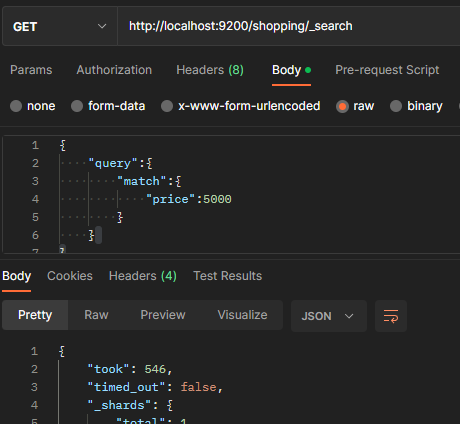 GET http://localhost:9200/shopping/_search
Params Authorization Headers (8) Body Pre-request Script
none form-data x-www-form-urlencoded raw binary
1 {
2 "query":{
3 "match":{
4 "price":5000
5 }
6 }
7 }
Body Cookies Headers (4) Test Results
Pretty Raw Preview Visualize JSON
1 {
2 "took": 546,
3 "timed_out": false,
4 "_shards": {
5 "total": 1